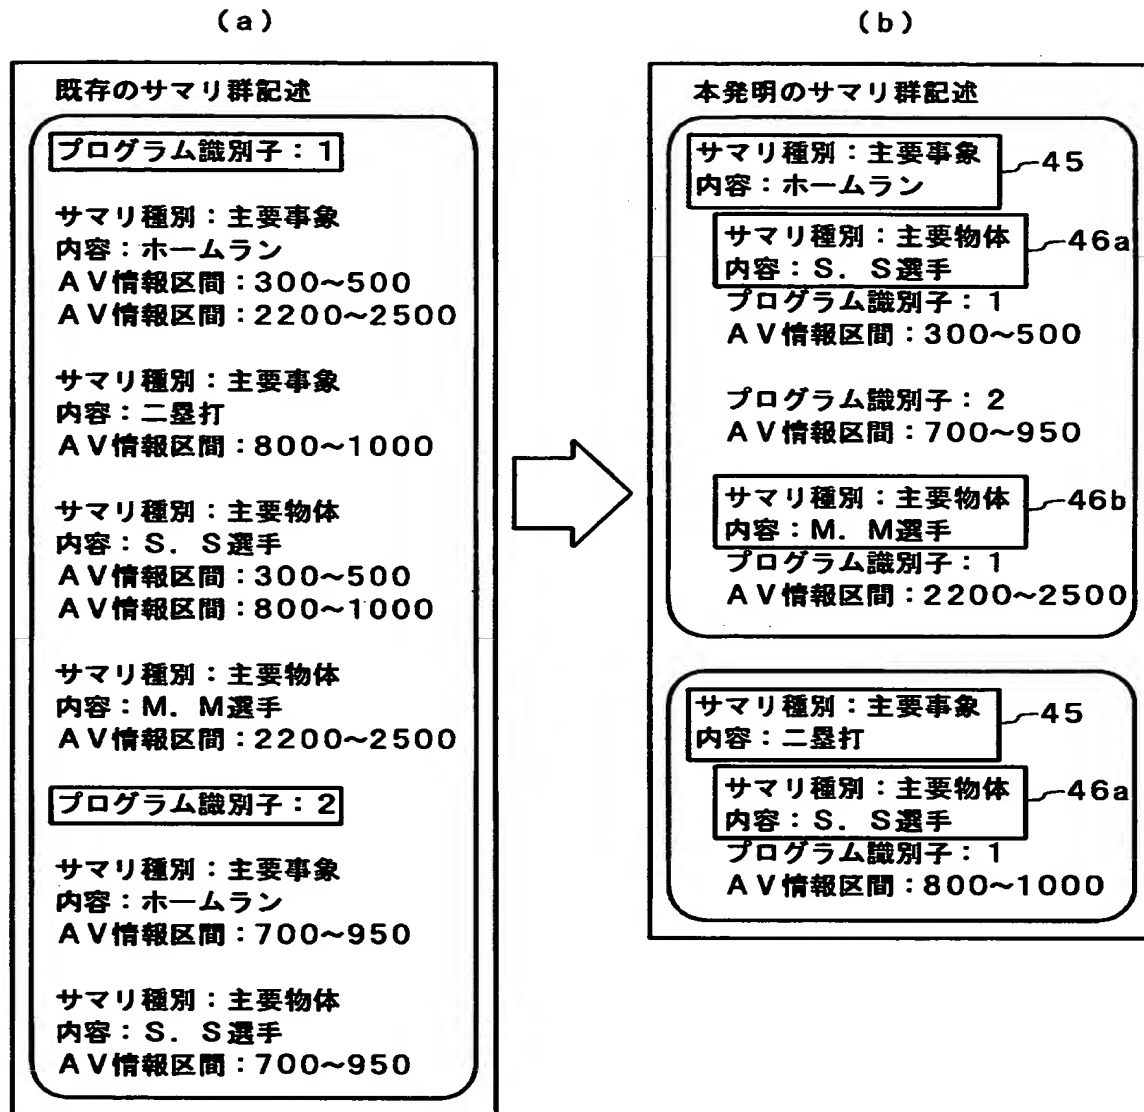 (a)
既存のサマリ群記述
プログラム識別子：1
サマリ種別：主要事象
内容：ホームラン
AV情報区間：300~500
AV情報区間：2200~2500
サマリ種別：主要事象
内容：二塁打
AV情報区間：800~1000
サマリ種別：主要物体
内容：S．S選手
AV情報区間：300~500
AV情報区間：800~1000
サマリ種別：主要物体
内容：M．M選手
AV情報区間：2200~2500
プログラム識別子：2
サマリ種別：主要事象
内容：ホームラン
AV情報区間：700~950
サマリ種別：主要物体
内容：S．S選手
AV情報区間：700~950
(b)
本発明のサマリ群記述
サマリ種別：主要事象
45
内容：ホームラン
サマリ種別：主要物体
46a
内容：S．S選手
プログラム識別子：1
AV情報区間：300~500
プログラム識別子：2
AV情報区間：700~950
サマリ種別：主要物体
46b
内容：M．M選手
プログラム識別子：1
AV情報区間：2200~2500
サマリ種別：主要事象
45
内容：二塁打
サマリ種別：主要物体
46a
内容：S．S選手
プログラム識別子：1
AV情報区間：800~1000